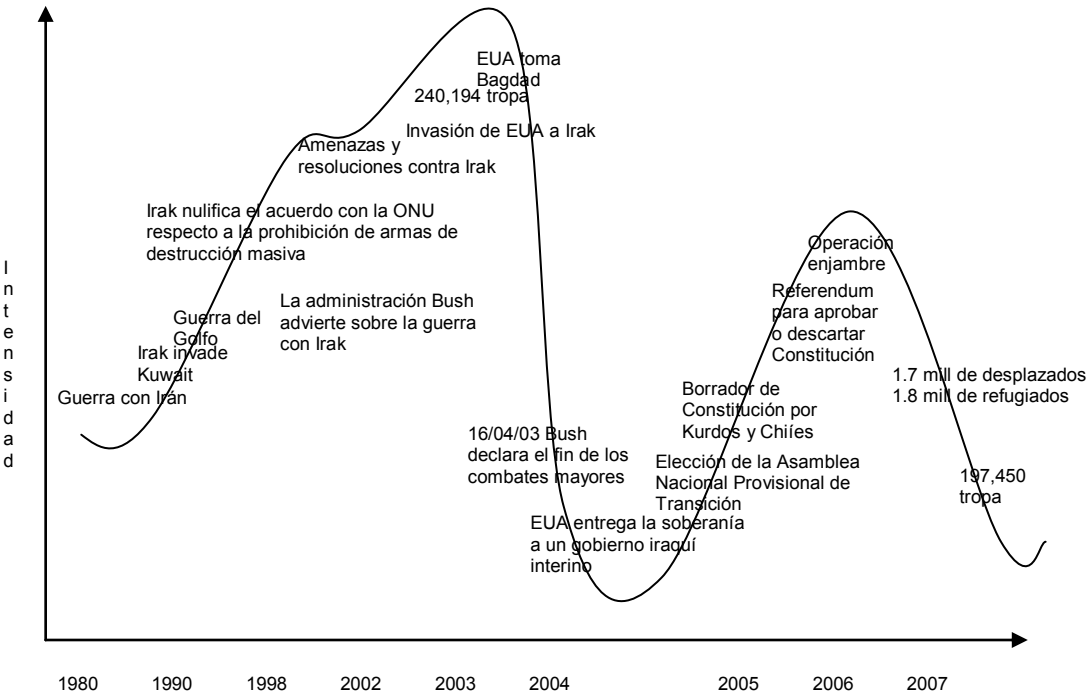 EUA toma
Bagdad
240,194 tropa
Invasión de EUA a Irak
Amenazas y
resoluciones contra Irak
Irak nulifica el acuerdo con la ONU
respecto a la prohibición de armas de
destrucción masiva
La administración Bush
advierte sobre la guerra
con Irak
Guerra del
Golfo
Irak invade
Kuwait
Guerra con Irán
Intensidad
16/04/03 Bush
declara el fin de los
combates mayores
EUA entrega la soberanía
a un gobierno iraquí
interino
Elección de la Asamblea
Nacional Provisional de
Transición
Borrador de
Constitución por
Kurdos y Chiíes
Referendum
para aprobar
o descartar
Constitución
Operación
enjambre
1.7 mill de desplazados
1.8 mill de refugiados
197,450
tropa
1980 1990 1998 2002 2003 2004 2005 2006 2007